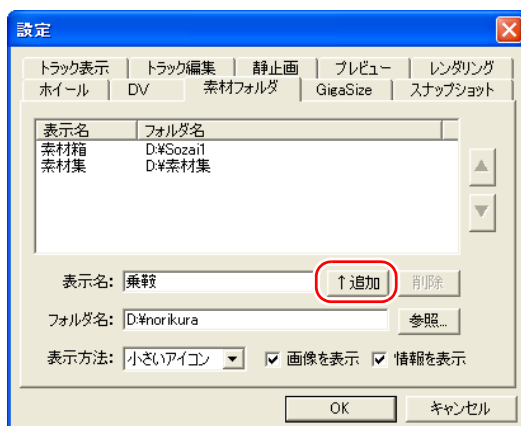 設定
トラック表示 トラック編集 静止画 プレビュー レンダリング
ホイール DV 素材フォルダ GigaSize スナップショット
表示名 フォルダ名
素材箱 D:¥Sozai1
素材集 D:¥素材集
表示名: 乗鞍 ↑追加 削除
フォルダ名: D:¥norikura 参照...
表示方法: 小さいアイコン 画像を表示 情報を表示
OK キャンセル